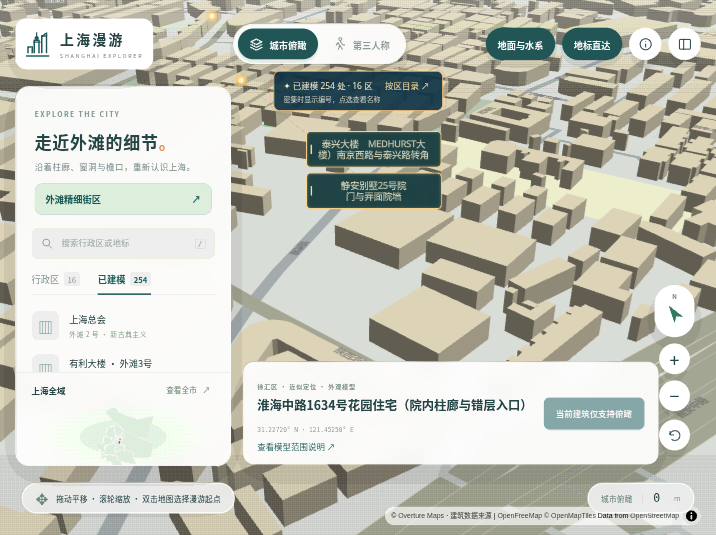 上海漫游
SHANGHAI EXPLORER
城市俯瞰
第三人称
地面与水系
地标直达
✦ 已建模 254 处 · 16 区 按区目录 ↗
密集时显示编号，点选查看名称
泰兴大楼 MEDHURST大
楼）南京西路与泰兴路转角
静安别墅25号院
门与弄面院墙
EXPLORE THE CITY
走近外滩的细节。
沿着柱廊、窗洞与檐口，重新认识上海。
外滩精细街区 ↗
搜索行政区或地标 /
行政区 16 已建模 254
上海总会
外滩 2 号 · 新古典主义
有利大楼 · 外滩3号
上海全域 查看全市 ↗
N
徐汇区 · 近似定位 · 外观模型
淮海中路1634号花园住宅（院内柱廊与错层入口）
当前建筑仅支持俯瞰
31.22720° N · 121.45250° E
查看模型范围说明 ↗
拖动平移 · 滚轮缩放 · 双击地图选择漫游起点
城市俯瞰 0 m
© Overture Maps · 建筑数据来源 | OpenFreeMap © OpenMapTiles Data from OpenStreetMap